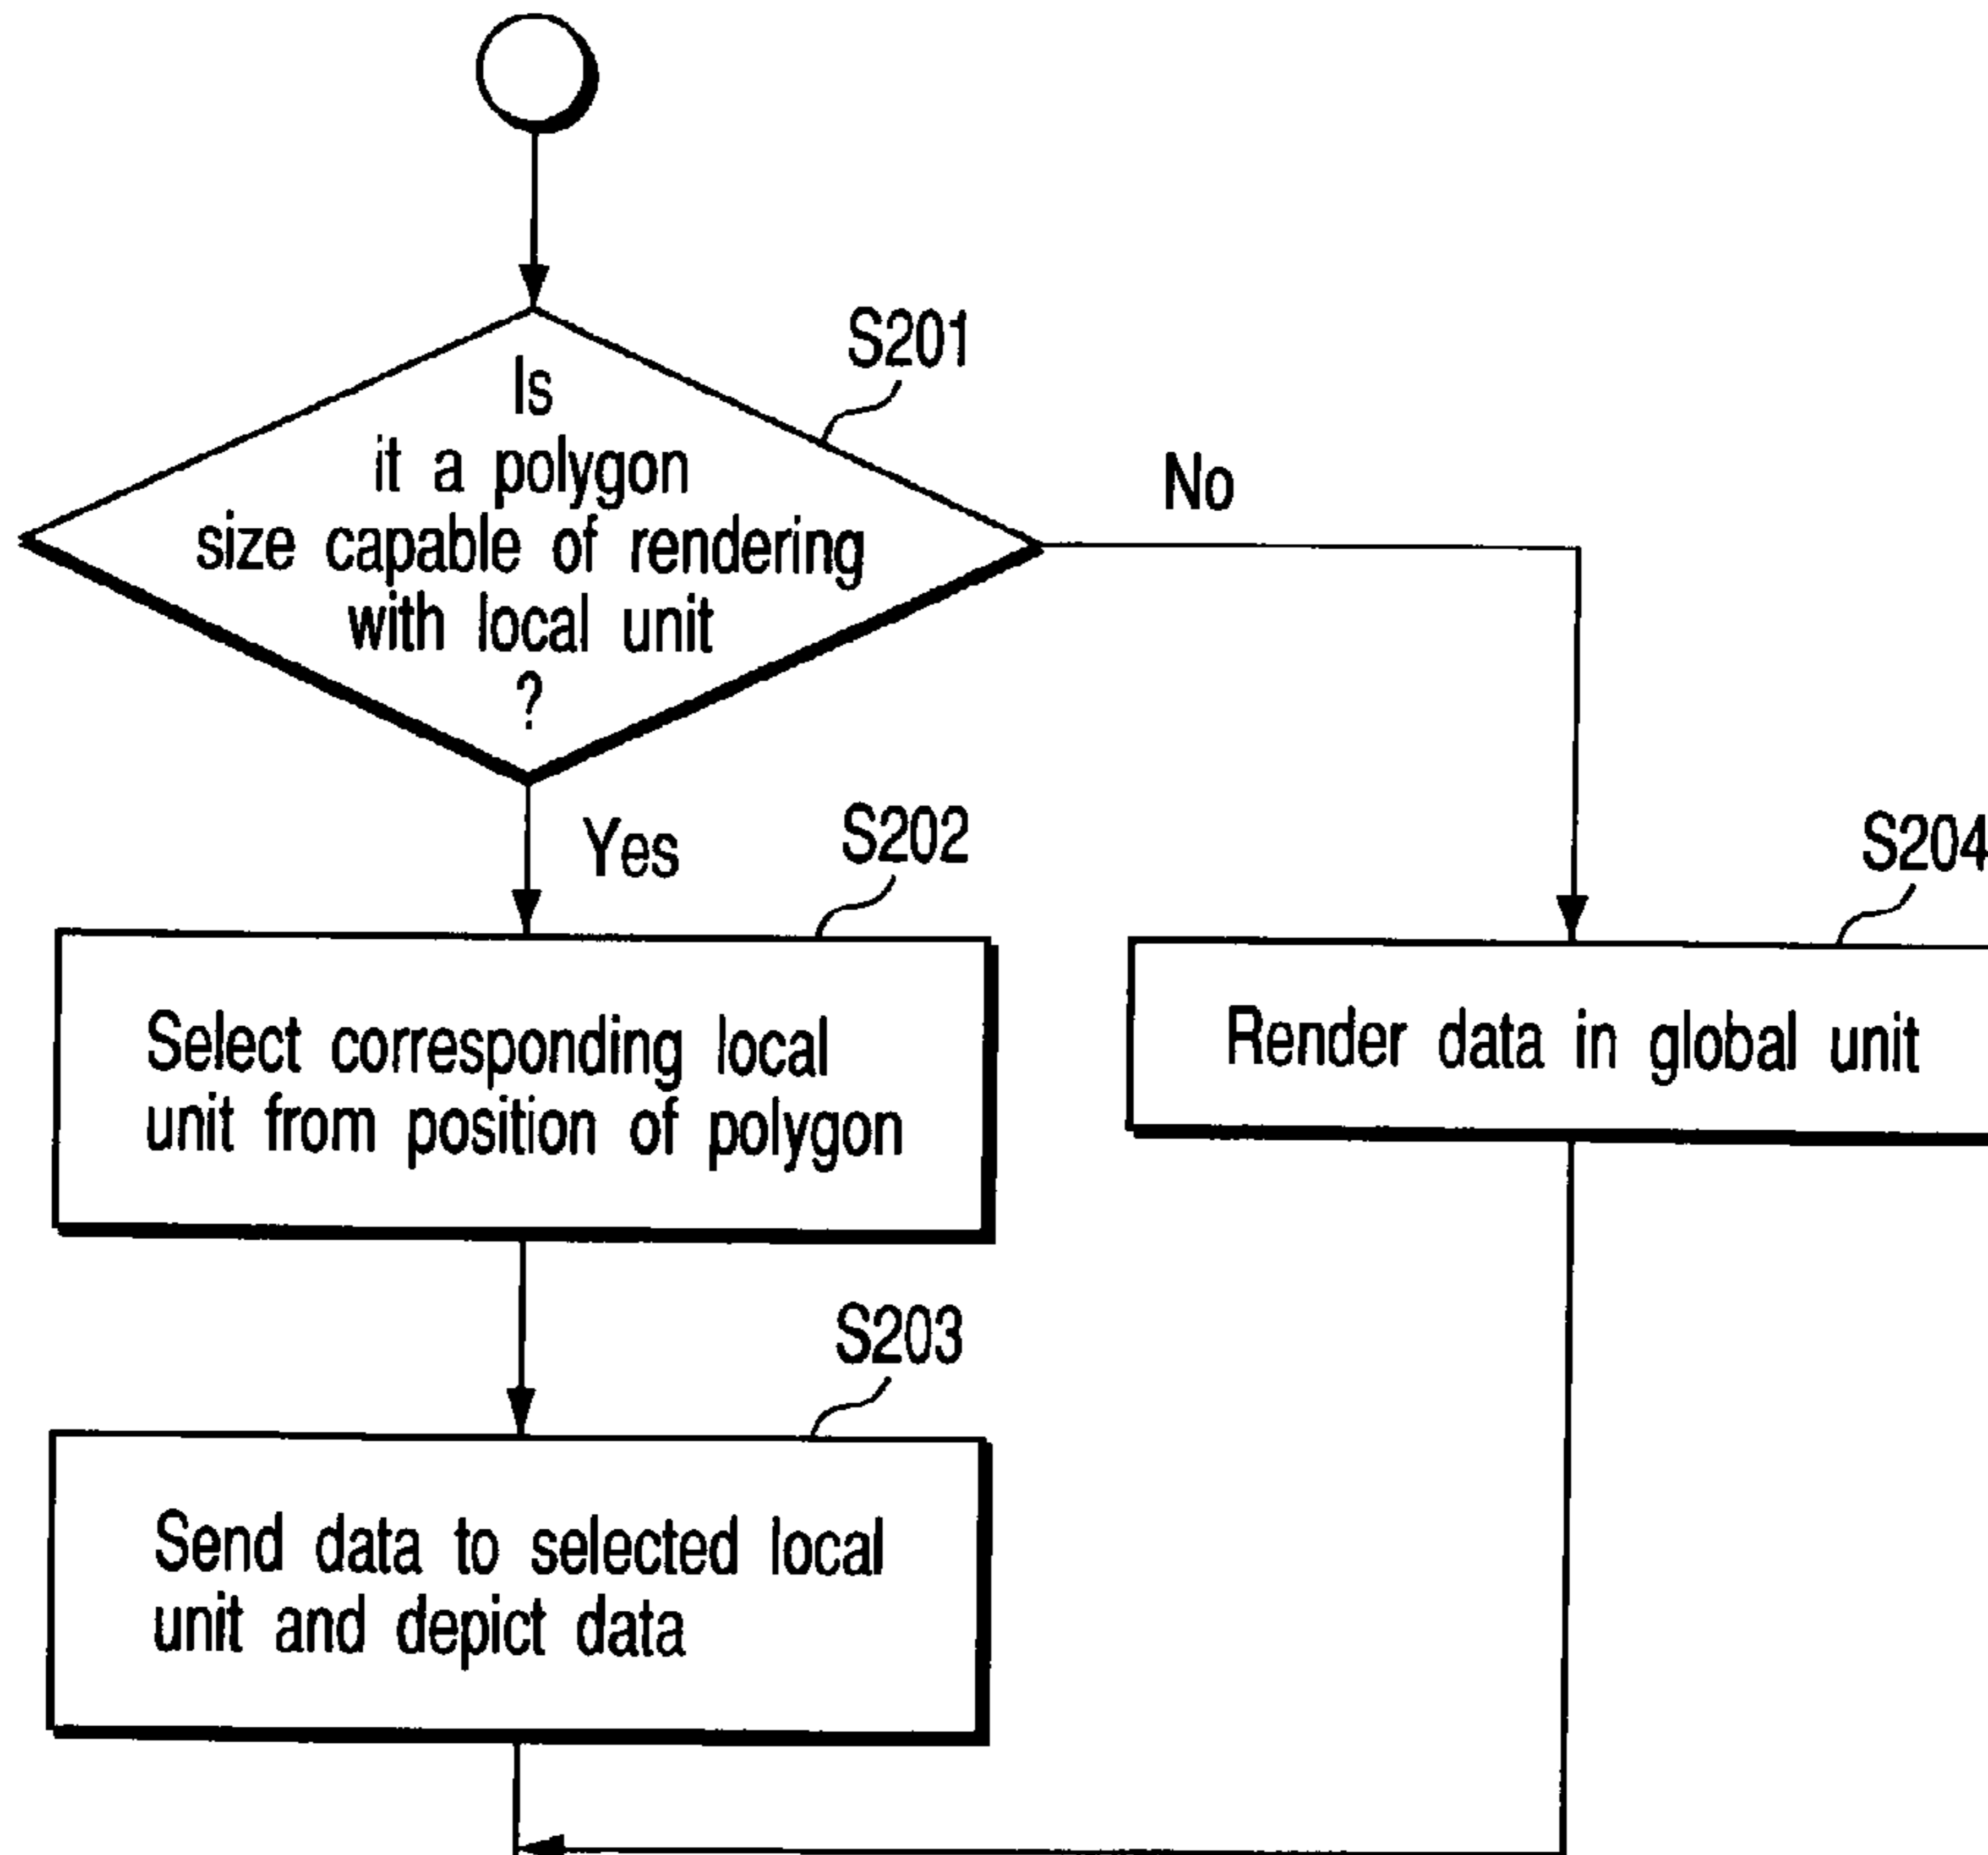 S201
Is
it a polygon
size capable of rendering
with local unit
?
No
Yes
S202
S204
Select corresponding local
unit from position of polygon
Render data in global unit
S203
Send data to selected local
unit and depict data